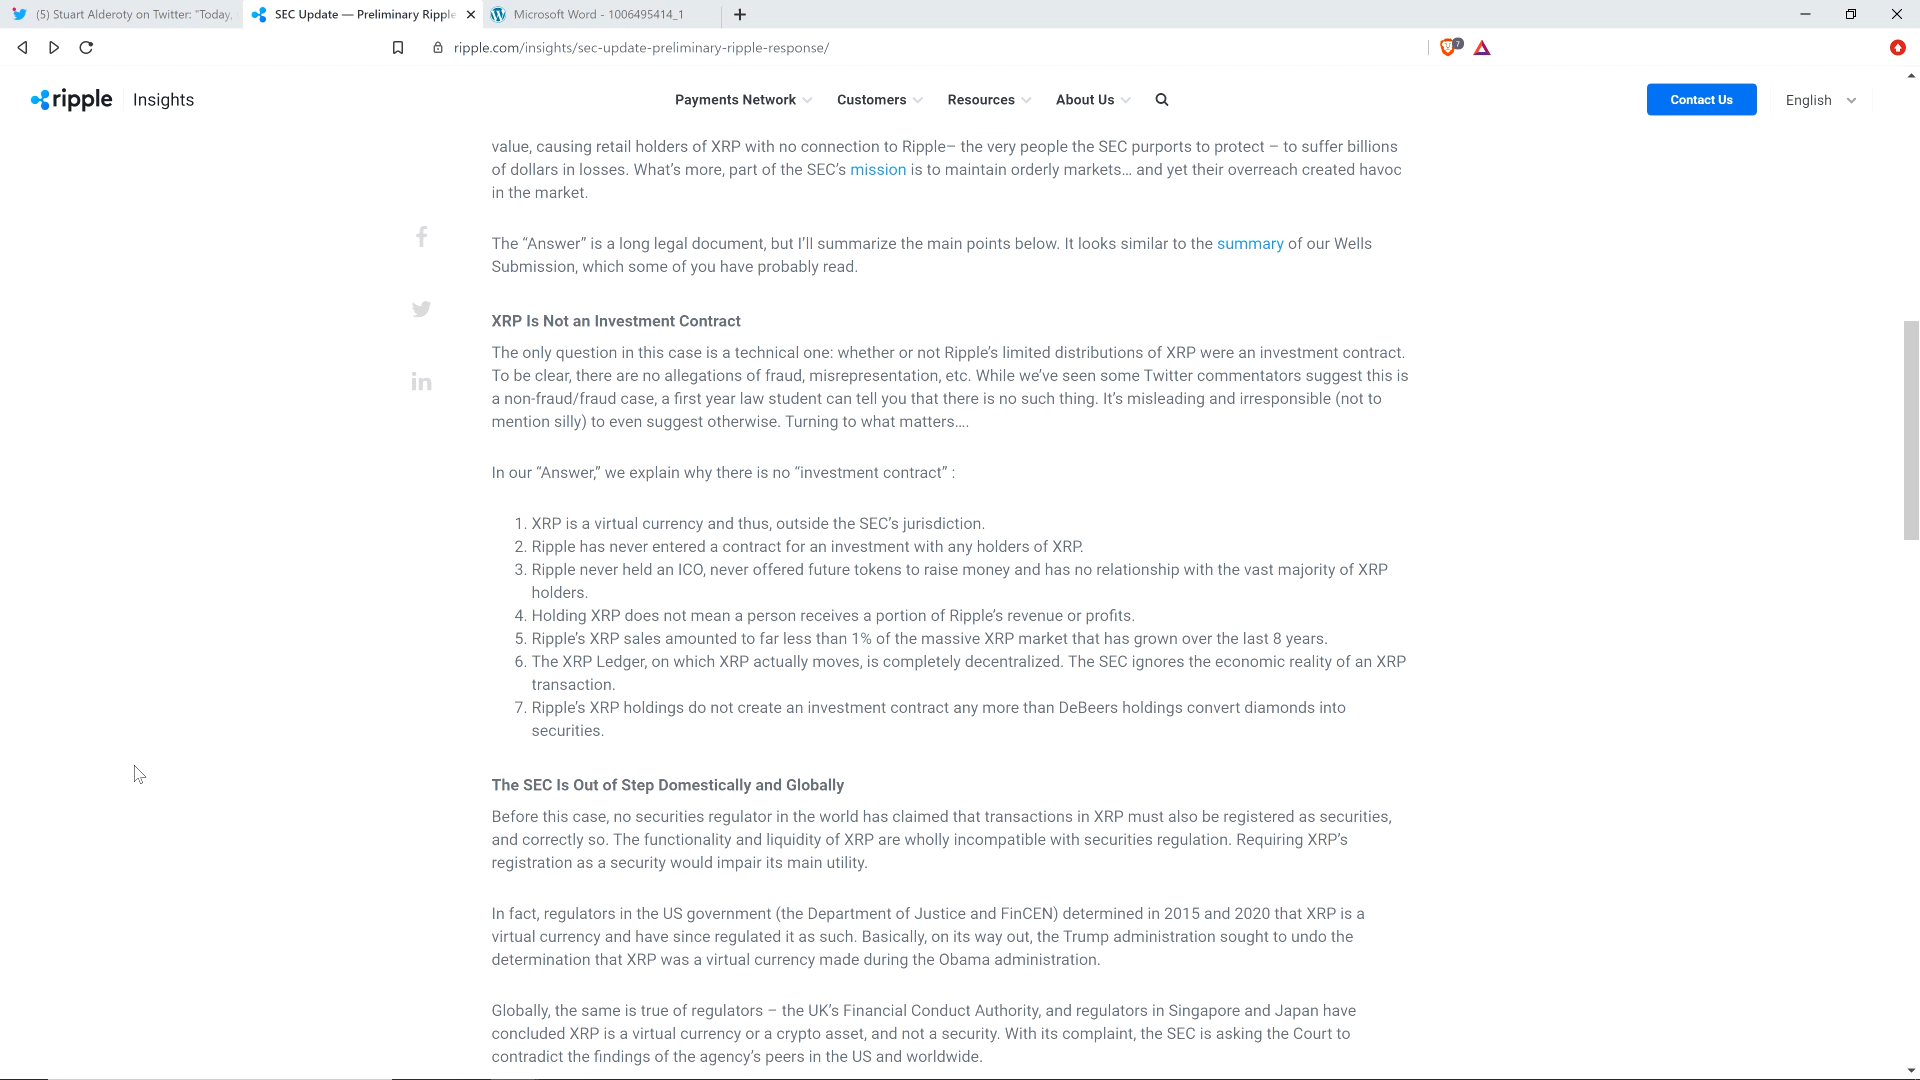 (5) Stuart Alderoty on Twitter: "Today,
SEC Update — Preliminary Ripple
Microsoft Word - 1006495414_1
ripple.com/insights/sec-update-preliminary-ripple-response/
7
ripple Insights
Payments Network Customers Resources About Us
Contact Us English
value, causing retail holders of XRP with no connection to Ripple– the very people the SEC purports to protect – to suffer billions
of dollars in losses. What’s more, part of the SEC’s mission is to maintain orderly markets… and yet their overreach created havoc
in the market.
The “Answer” is a long legal document, but I’ll summarize the main points below. It looks similar to the summary of our Wells
Submission, which some of you have probably read.
XRP Is Not an Investment Contract
The only question in this case is a technical one: whether or not Ripple’s limited distributions of XRP were an investment contract.
To be clear, there are no allegations of fraud, misrepresentation, etc. While we’ve seen some Twitter commentators suggest this is
a non-fraud/fraud case, a first year law student can tell you that there is no such thing. It’s misleading and irresponsible (not to
mention silly) to even suggest otherwise. Turning to what matters….
In our “Answer,” we explain why there is no “investment contract” :
1. XRP is a virtual currency and thus, outside the SEC’s jurisdiction.
2. Ripple has never entered a contract for an investment with any holders of XRP.
3. Ripple never held an ICO, never offered future tokens to raise money and has no relationship with the vast majority of XRP
holders.
4. Holding XRP does not mean a person receives a portion of Ripple’s revenue or profits.
5. Ripple’s XRP sales amounted to far less than 1% of the massive XRP market that has grown over the last 8 years.
6. The XRP Ledger, on which XRP actually moves, is completely decentralized. The SEC ignores the economic reality of an XRP
transaction.
7. Ripple’s XRP holdings do not create an investment contract any more than DeBeers holdings convert diamonds into
securities.
The SEC Is Out of Step Domestically and Globally
Before this case, no securities regulator in the world has claimed that transactions in XRP must also be registered as securities,
and correctly so. The functionality and liquidity of XRP are wholly incompatible with securities regulation. Requiring XRP’s
registration as a security would impair its main utility.
In fact, regulators in the US government (the Department of Justice and FinCEN) determined in 2015 and 2020 that XRP is a
virtual currency and have since regulated it as such. Basically, on its way out, the Trump administration sought to undo the
determination that XRP was a virtual currency made during the Obama administration.
Globally, the same is true of regulators – the UK’s Financial Conduct Authority, and regulators in Singapore and Japan have
concluded XRP is a virtual currency or a crypto asset, and not a security. With its complaint, the SEC is asking the Court to
contradict the findings of the agency’s peers in the US and worldwide.